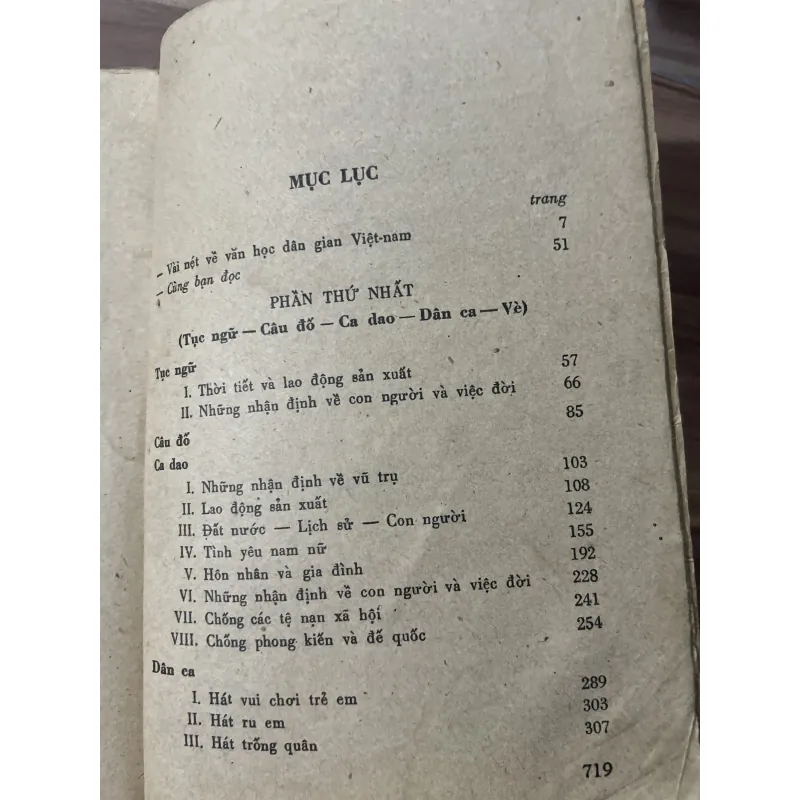 MỤC LỤC
trang
— Vài nét về văn học dân gian Việt-nam 7
— Cùng bạn đọc 51
PHẦN THỨ NHẤT
(Tục ngữ — Câu đố — Ca dao — Dân ca — Vè)
Tục ngữ
I. Thời tiết và lao động sản xuất 57
II. Những nhận định về con người và việc đời 66
Câu đố 85
Ca dao
I. Những nhận định về vũ trụ 103
II. Lao động sản xuất 108
III. Đất nước — Lịch sử — Con người 124
IV. Tình yêu nam nữ 155
V. Hôn nhân và gia đình 192
VI. Những nhận định về con người và việc đời 228
VII. Chống các tệ nạn xã hội 241
VIII. Chống phong kiến và đế quốc 254
Dân ca
I. Hát vui chơi trẻ em 289
II. Hát ru em 303
III. Hát trống quân 307
719